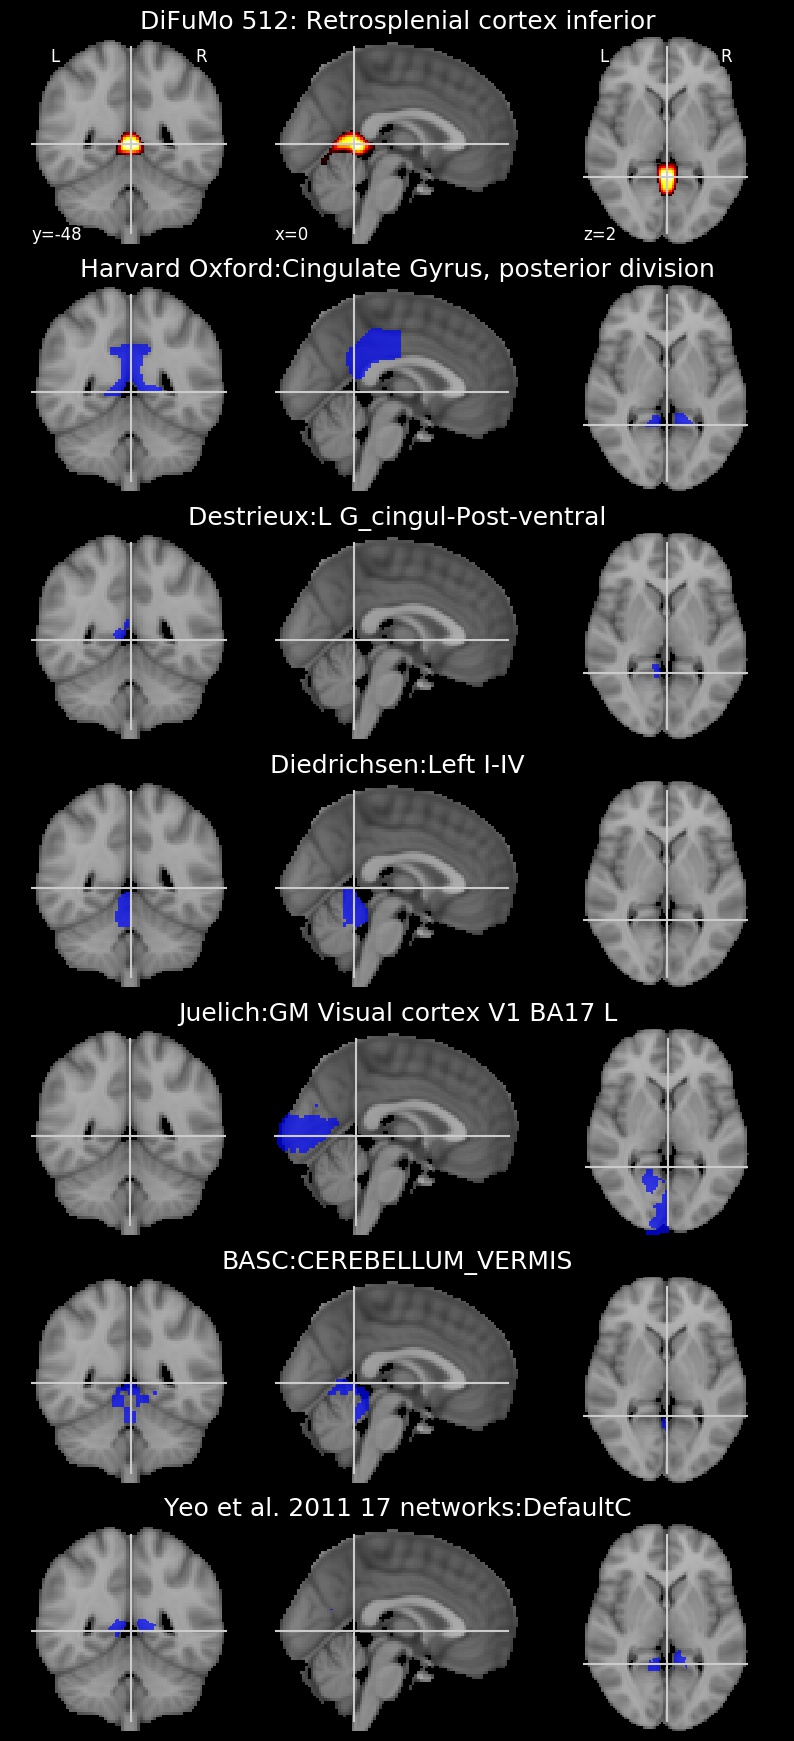 DiFuMo 512: Retrosplenial cortex inferior
L R L R
y=-48 x=0 z=2
Harvard Oxford:Cingulate Gyrus, posterior division
Destrieux:L G_cingul-Post-ventral
Diedrichsen:Left I-IV
Juelich:GM Visual cortex V1 BA17 L
BASC:CEREBELLUM_VERMIS
Yeo et al. 2011 17 networks:DefaultC